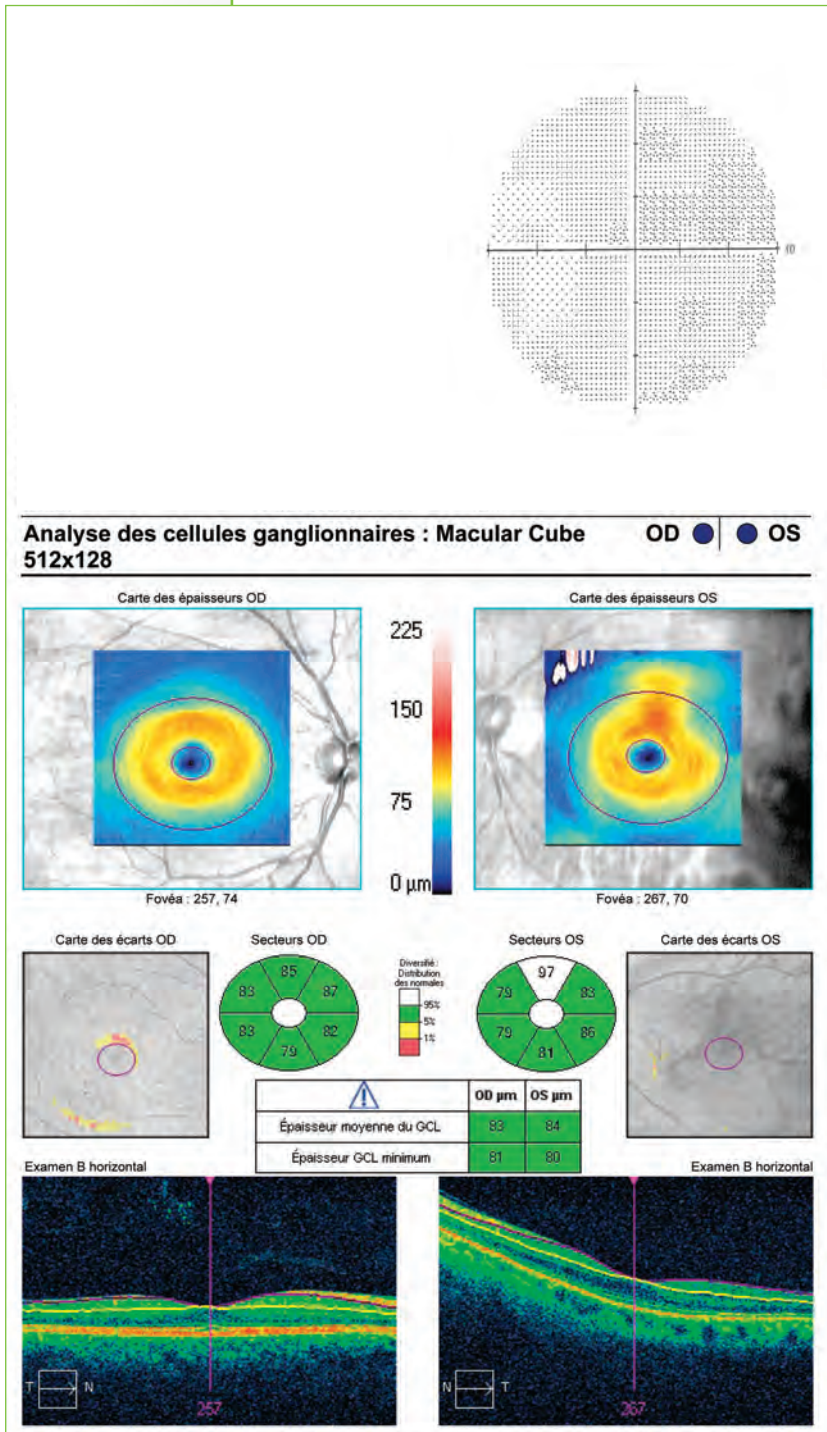 Analyse des cellules ganglionnaires : Macular Cube 512x128
OD OS
Carte des épaisseurs OD
Carte des épaisseurs OS
225
150
75
0 µm
Fovéa : 257, 74
Fovéa : 267, 70
Carte des écarts OD
Secteurs OD
Secteurs OS
Carte des écarts OS
85
83
87
83
82
79
Diversifié :
Distribution
des normales
95%
5%
1%
97
79
83
79
86
81
OD µm OS µm
Épaisseur moyenne du GCL 83 84
Épaisseur GCL minimum 81 80
Examen B horizontal
Examen B horizontal
T N
257
N T
267